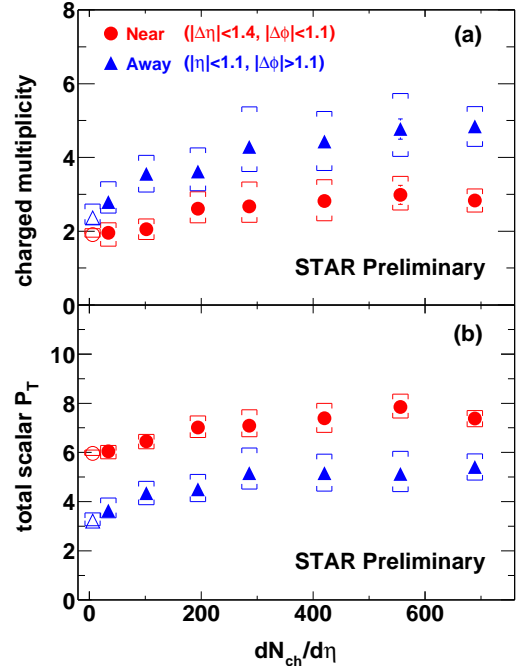 8
Near (|Δη|<1.4, |Δϕ|<1.1) (a)
Away (|η|<1.1, |Δϕ|>1.1)
6
4
2
0
charged multiplicity
STAR Preliminary
12
(b)
10
8
6
4
2
0
total scalar P_T
STAR Preliminary
0 200 400 600
dN_ch/dη